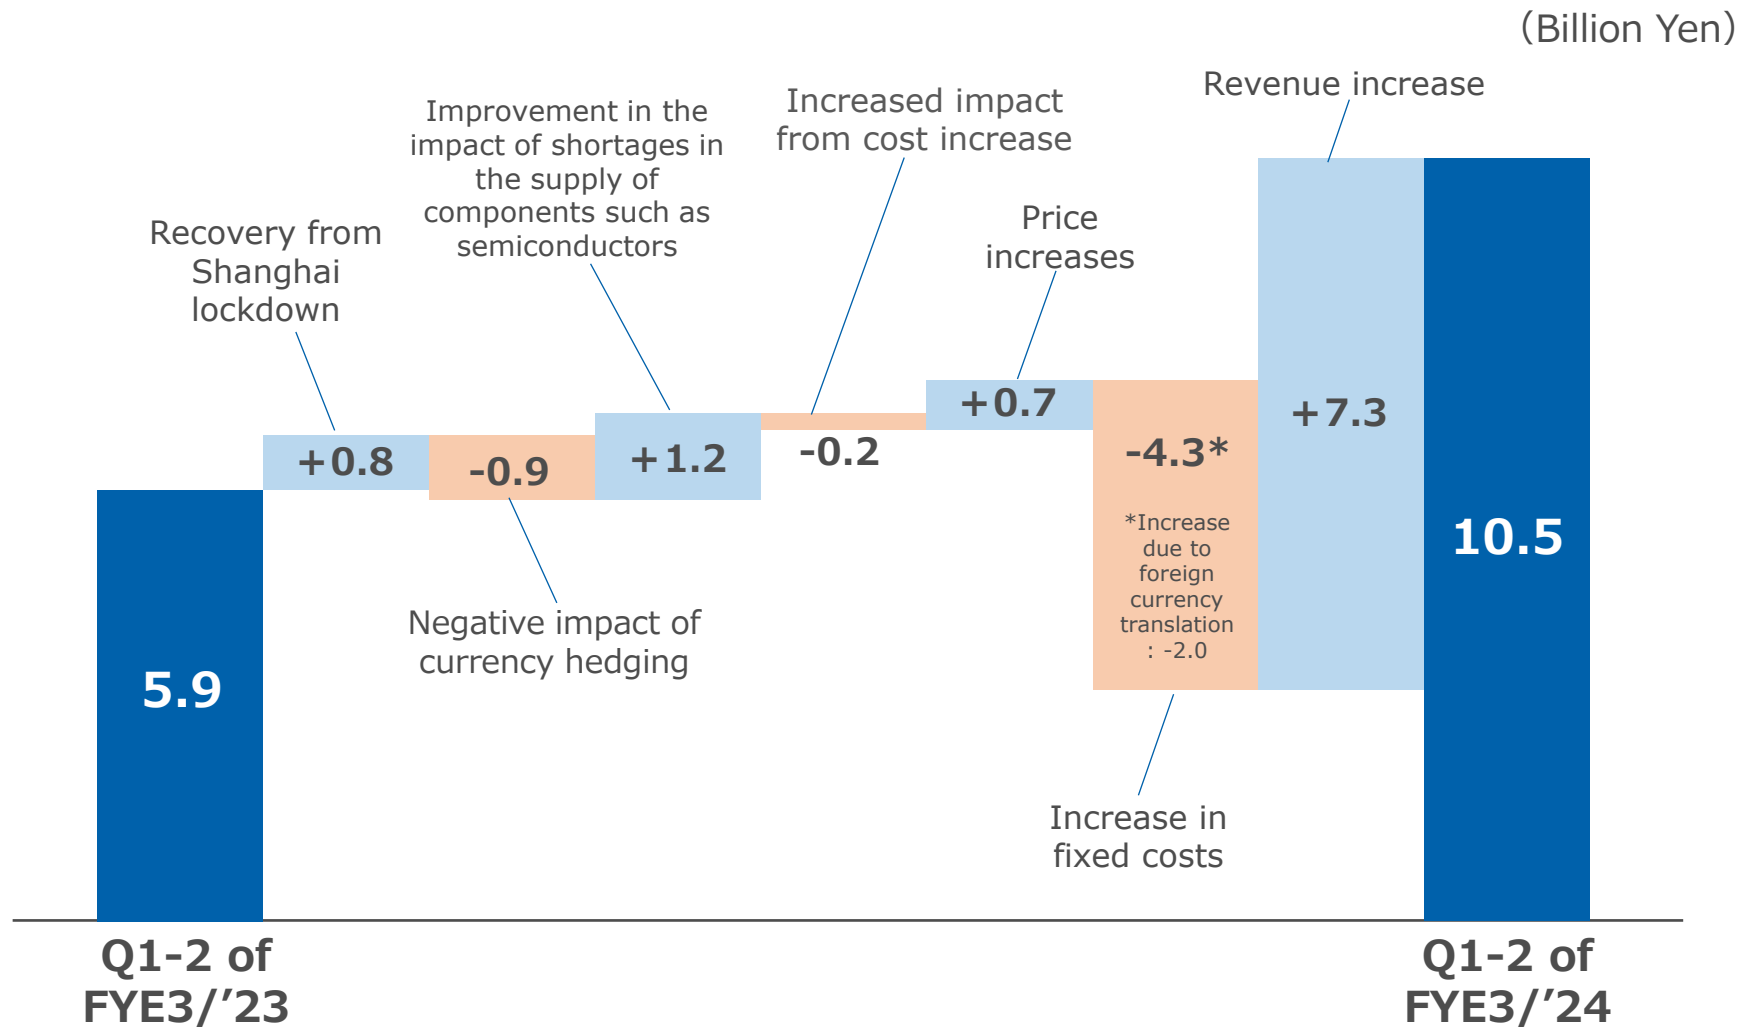 （Billion Yen）
Revenue increase
Increased impact
from cost increase
Improvement in the
impact of shortages in
the supply of
components such as
semiconductors
Price
increases
Recovery from
Shanghai
lockdown
+0.8
-0.9
+1.2
-0.2
+0.7
-4.3*
+7.3
*Increase
due to
foreign
currency
translation
: -2.0
10.5
5.9
Negative impact of
currency hedging
Increase in
fixed costs
Q1-2 of
FYE3/’23
Q1-2 of
FYE3/’24